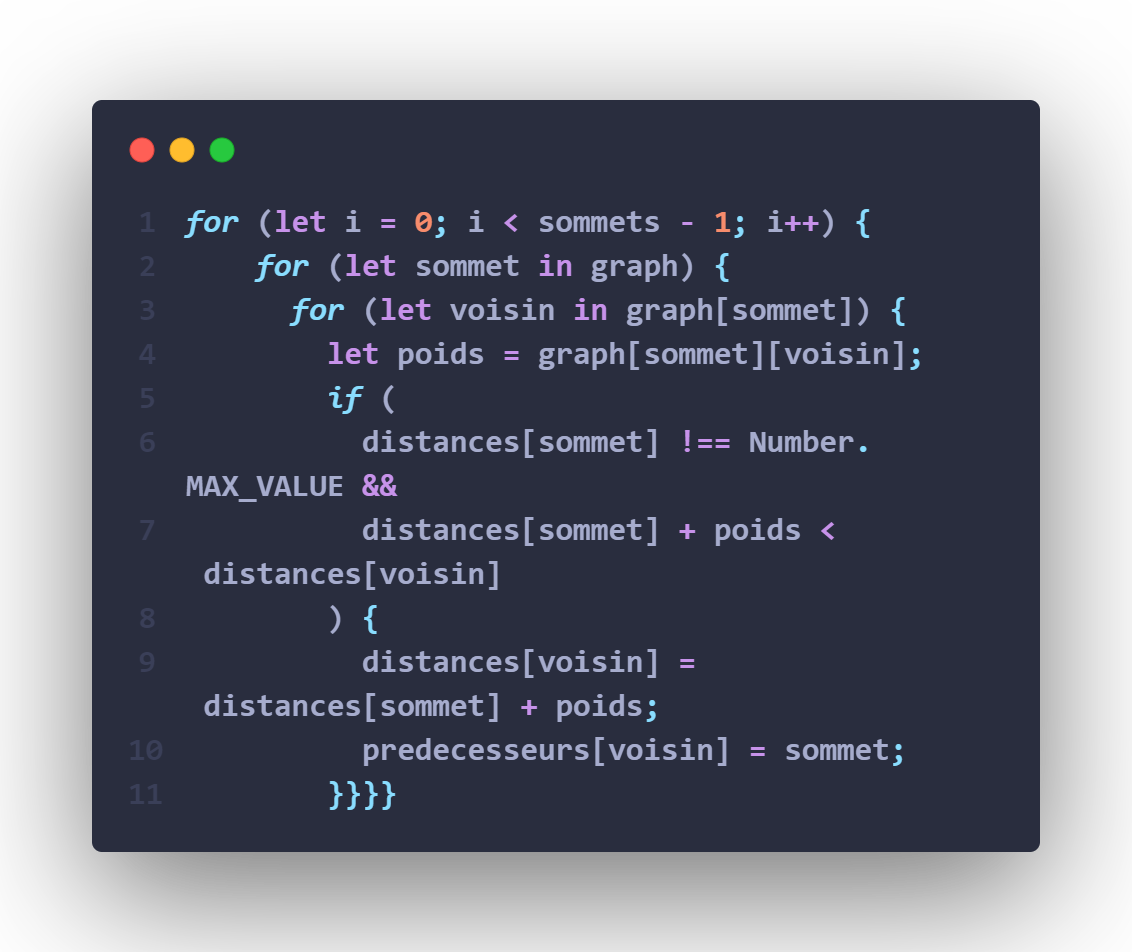 1 for (let i = 0; i < sommets - 1; i++) {
2     for (let sommet in graph) {
3       for (let voisin in graph[sommet]) {
4         let poids = graph[sommet][voisin];
5         if (
6           distances[sommet] !== Number.
MAX_VALUE &&
7           distances[sommet] + poids <
 distances[voisin]
8         ) {
9           distances[voisin] =
 distances[sommet] + poids;
10           predecesseurs[voisin] = sommet;
11         }}}}